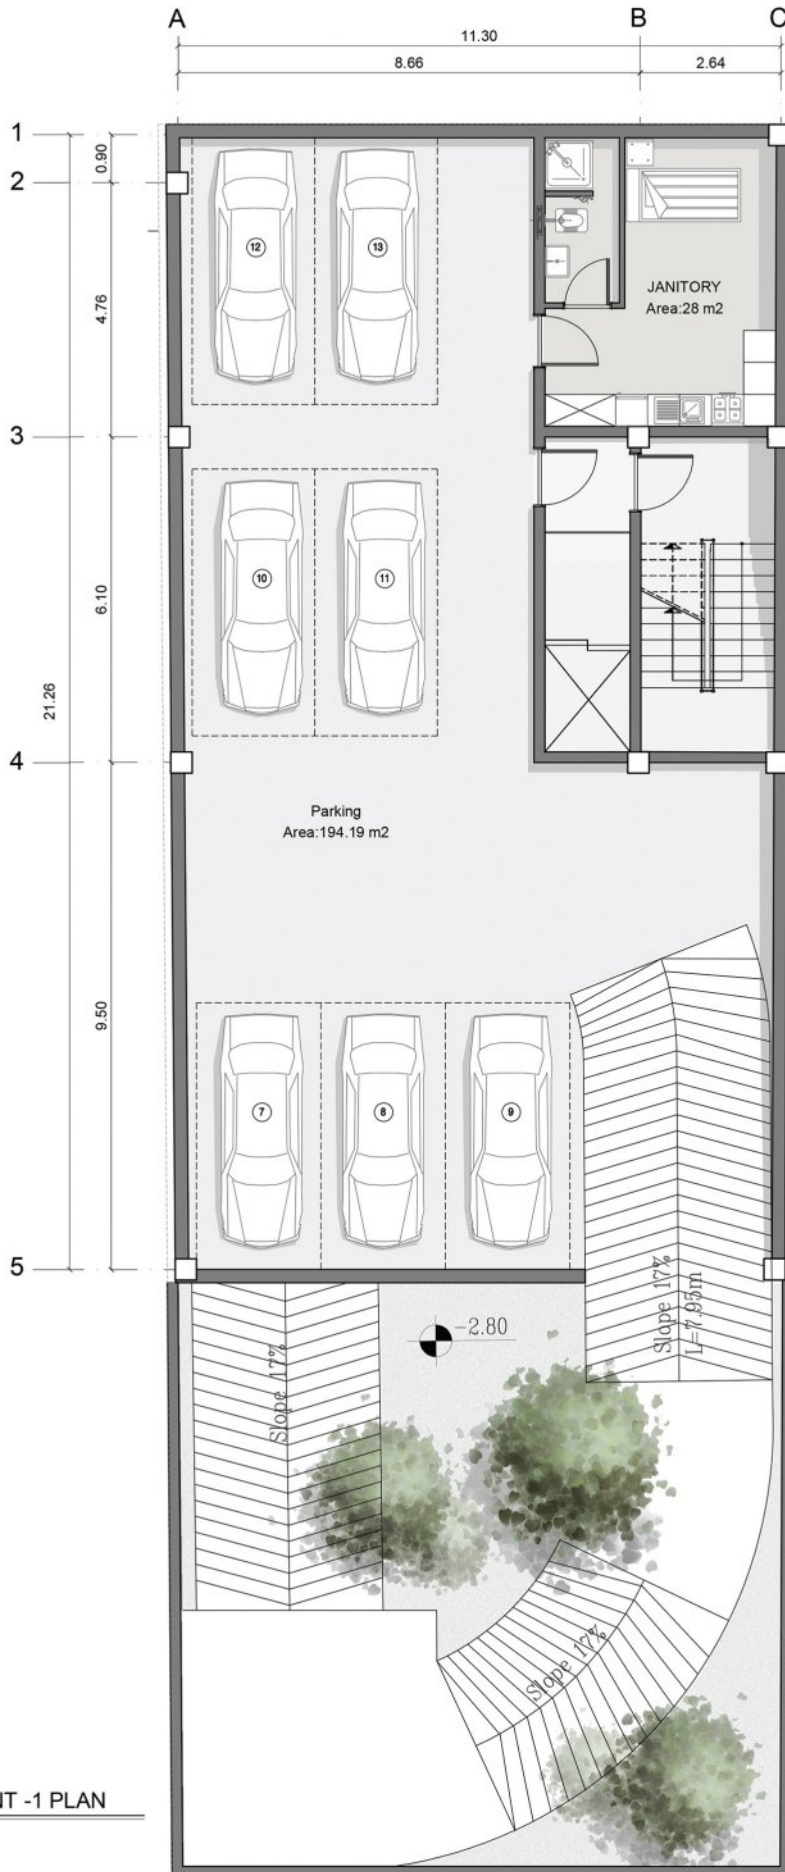 A B C
11.30
8.66 2.64
1
0.90
2
12 13
4.76
JANITORY
Area:28 m2
3
10 11
6.10
21.26
4
Parking
Area:194.19 m2
9.50
7 8 9
5
Slope 17%
L=7.95m
-2.80
Slope 17%
Slope 17%
NT -1 PLAN